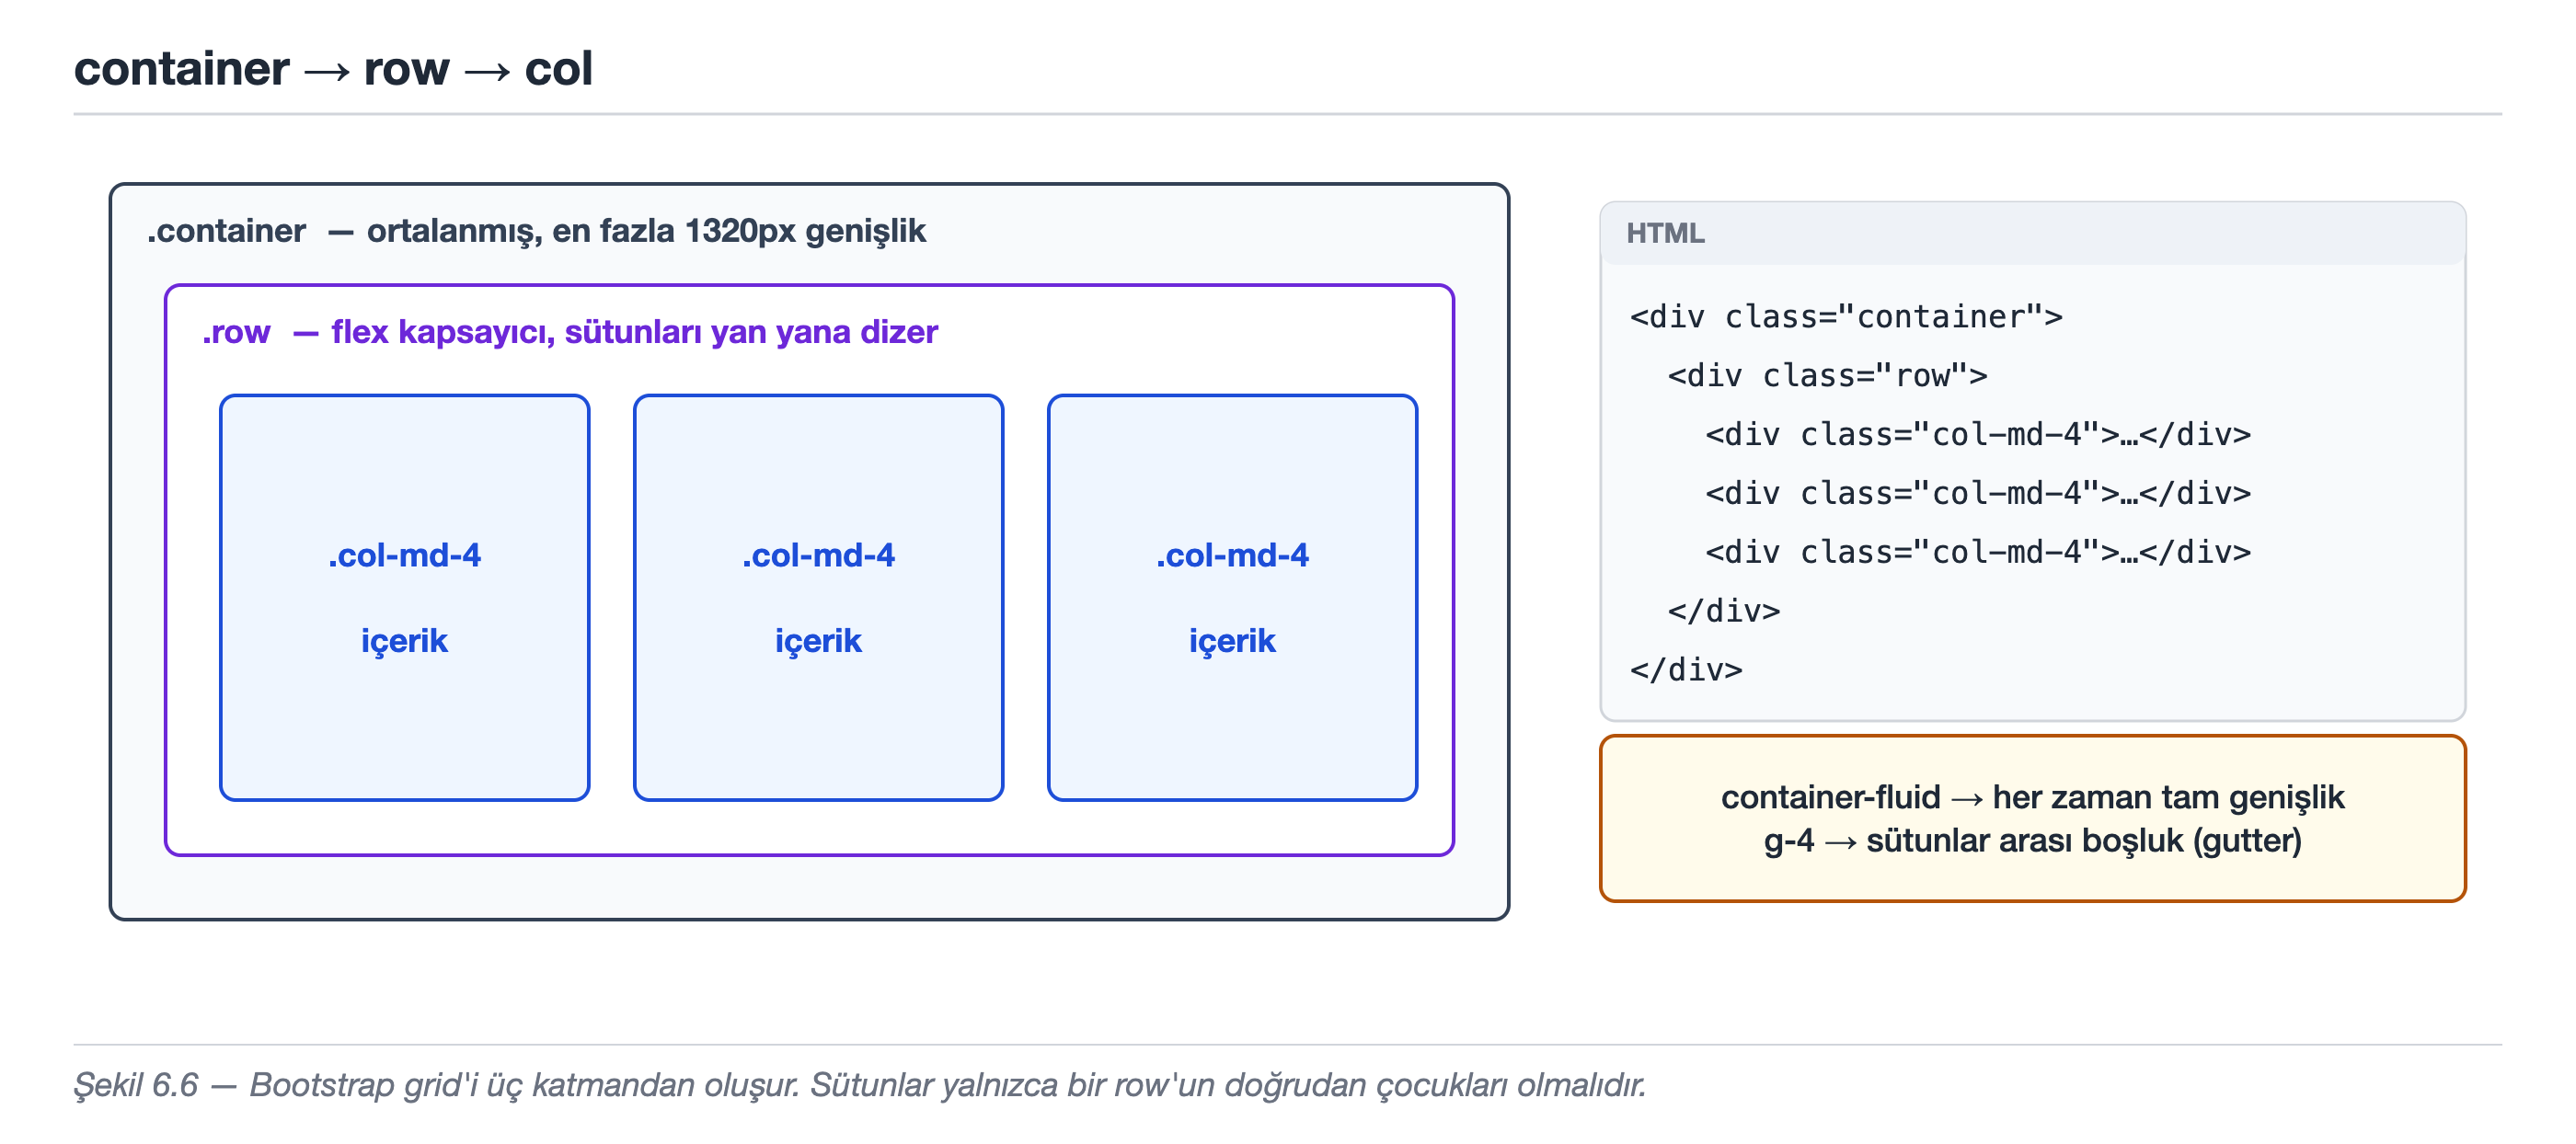 container → row → col
.container — ortalanmış, en fazla 1320px genişlik
.row — flex kapsayıcı, sütunları yan yana dizer
.col-md-4
içerik
.col-md-4
içerik
.col-md-4
içerik
HTML
<div class="container">
  <div class="row">
    <div class="col-md-4">…</div>
    <div class="col-md-4">…</div>
    <div class="col-md-4">…</div>
  </div>
</div>
container-fluid → her zaman tam genişlik
g-4 → sütunlar arası boşluk (gutter)
Şekil 6.6 — Bootstrap grid'i üç katmandan oluşur. Sütunlar yalnızca bir row'un doğrudan çocukları olmalıdır.